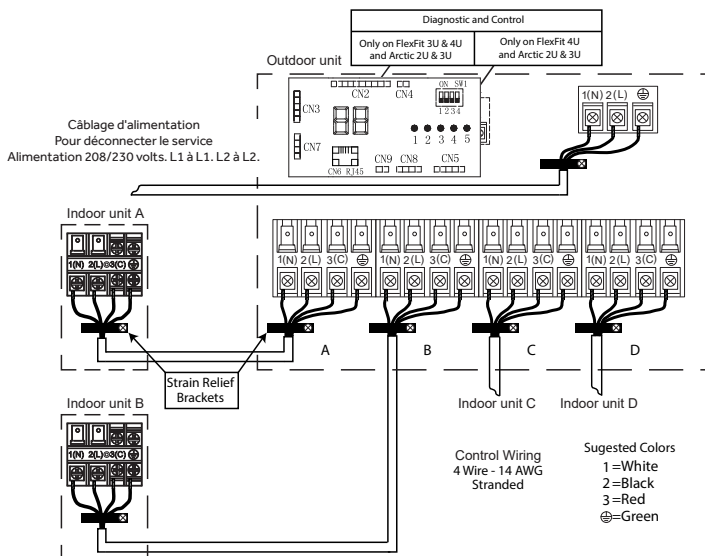 Diagnostic and Control
Only on FlexFit 3U & 4U
and Arctic 2U & 3U
Only on FlexFit 4U
and Arctic 2U & 3U
Outdoor unit
CN2
CN4
ON SW1
1 2 3 4
CN3
CN7
1 2 3 4 5
CN6 RJ45
CN9
CN8
CN5
1(N) 2(L)
Câblage d'alimentation
Pour déconnecter le service
Alimentation 208/230 volts. L1 à L1. L2 à L2.
Indoor unit A
1(N) 2(L) 3(C)
1(N) 2(L) 3(C)
1(N) 2(L) 3(C)
1(N) 2(L) 3(C)
1(N) 2(L) 3(C)
A
B
C
D
Strain Relief
Brackets
Indoor unit C
Indoor unit D
Indoor unit B
1(N) 2(L) 3(C)
Control Wiring
4 Wire - 14 AWG
Stranded
Sugested Colors
1=White
2=Black
3=Red
⏚=Green